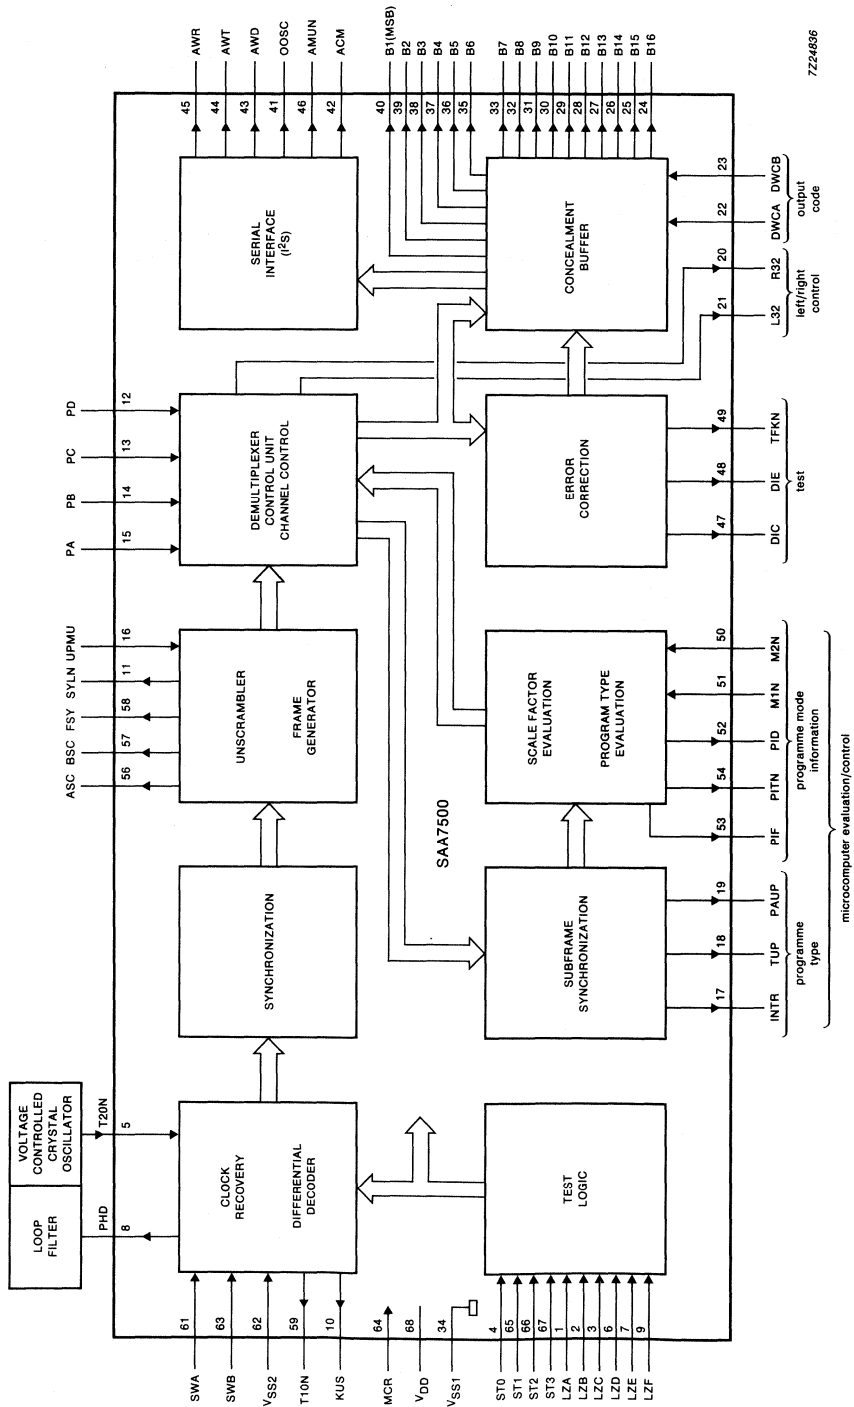 7Z24836
VOLTAGE
CONTROLLED
CRYSTAL
OSCILLATOR
LOOP
FILTER
T20N
5
PHD
8
ASC
56
BSC
57
FSY
58
SYLN
11
UPMU
16
PA
15
PB
14
PC
13
PD
12
AWR
45
AWT
44
AWD
43
OOSC
41
AMUN
46
ACM
42
61
SWA
63
SWB
62
VSS2
59
T10N
10
KUS
64
MCR
68
VDD
34
VSS1
4
ST0
65
ST1
66
ST2
67
ST3
1
LZA
2
LZB
3
LZC
6
LZD
7
LZE
9
LZF
CLOCK
RECOVERY
DIFFERENTIAL
DECODER
SYNCHRONIZATION
UNSCRAMBLER
FRAME
GENERATOR
DEMULTIPLEXER
CONTROL UNIT
CHANNEL CONTROL
SERIAL
INTERFACE
(I2S)
SAA7500
TEST
LOGIC
SUBFRAME
SYNCHRONIZATION
SCALE FACTOR
EVALUATION
PROGRAM TYPE
EVALUATION
ERROR
CORRECTION
CONCEALMENT
BUFFER
40
B1(MSB)
39
B2
38
B3
37
B4
36
B5
35
B6
33
B7
32
B8
31
B9
30
B10
29
B11
28
B12
27
B13
26
B14
25
B15
24
B16
17
INTR
18
TUP
19
PAUP
programme
type
53
PIF
54
PITN
52
PID
51
M1N
50
M2N
programme mode
information
microcomputer evaluation/control
47
DIC
48
DIE
49
TFKN
test
21
L32
20
R32
left/right
control
22
DWCA
23
DWCB
output
code